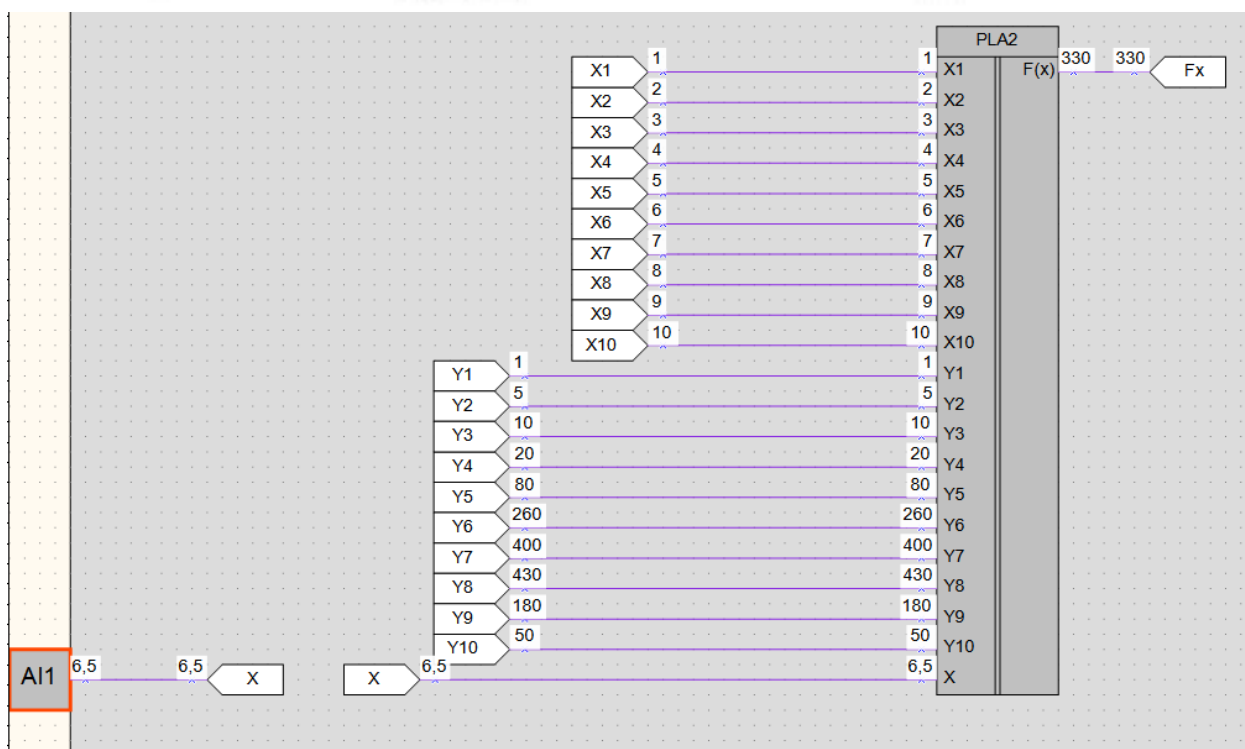 PLA2
X1 1 1 X1 F(x) 330 330 Fx
X2 2 2 X2
X3 3 3 X3
X4 4 4 X4
X5 5 5 X5
X6 6 6 X6
X7 7 7 X7
X8 8 8 X8
X9 9 9 X9
X10 10 10 X10
Y1 1 1 Y1
Y2 5 5 Y2
Y3 10 10 Y3
Y4 20 20 Y4
Y5 80 80 Y5
Y6 260 260 Y6
Y7 400 400 Y7
Y8 430 430 Y8
Y9 180 180 Y9
Y10 50 50 Y10
AI1 6,5 6,5 X X 6,5 6,5 X